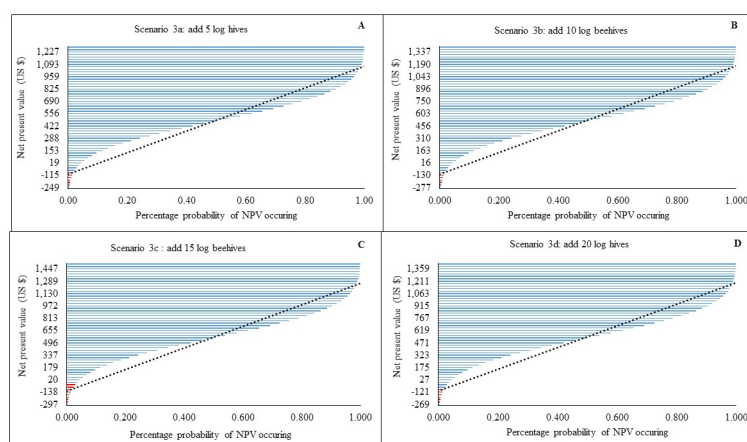 Scenario 3a: add 5 log hives
A
Net present value (US $)
1,227
1,093
959
825
690
556
422
288
153
19
-115
-249
0.000 0.200 0.400 0.600 0.800 1.00
Percentage probability of NPV occuring
Scenario 3b: add 10 log beehives
B
Net present value (US $)
1,337
1,190
1,043
896
750
603
456
310
163
16
-130
-277
0.000 0.200 0.400 0.600 0.800 1.000
Percentage probability of NPV occuring
Scenario 3c : add 15 log beehives
C
Net present value (US $)
1,447
1,289
1,130
972
813
655
496
337
179
20
-138
-297
0.000 0.200 0.400 0.600 0.800 1.000
Percentage probability of NPV occuring
Scenario 3d: add 20 log hives
D
Net present value (US $)
1,359
1,211
1,063
915
767
619
471
323
175
27
-121
-269
0.000 0.200 0.400 0.600 0.800 1.000
Percentage probability of NPV occuring